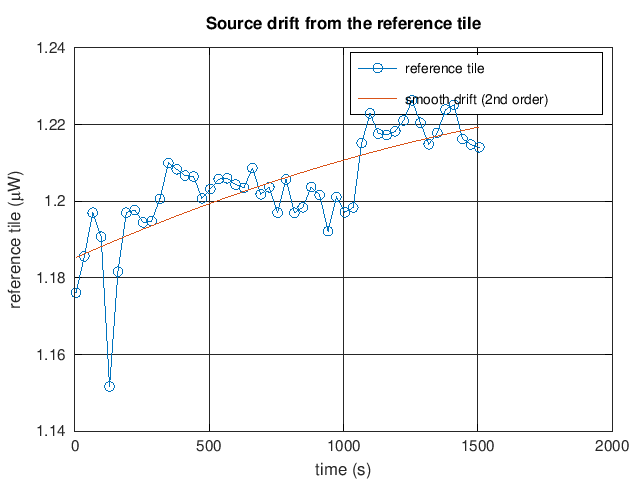 Source drift from the reference tile
reference tile
smooth drift (2nd order)
reference tile (µW)
1.24
1.22
1.2
1.18
1.16
1.14
0 500 1000 1500 2000
time (s)